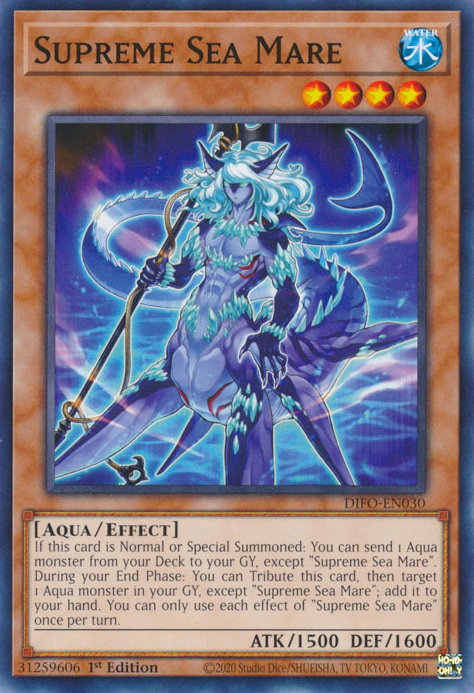 SUPREME SEA MARE
WATER
水
DIFO-EN030
[AQUA/EFFECT]
If this card is Normal or Special Summoned: You can send 1 Aqua
monster from your Deck to your GY, except "Supreme Sea Mare".
During your End Phase: You can Tribute this card, then target
1 Aqua monster in your GY, except "Supreme Sea Mare"; add it to
your hand. You can only use each effect of "Supreme Sea Mare"
once per turn.
ATK/1500 DEF/1600
31259606 1st Edition ©2020 Studio Dice/SHUEISHA, TV TOKYO, KONAMI